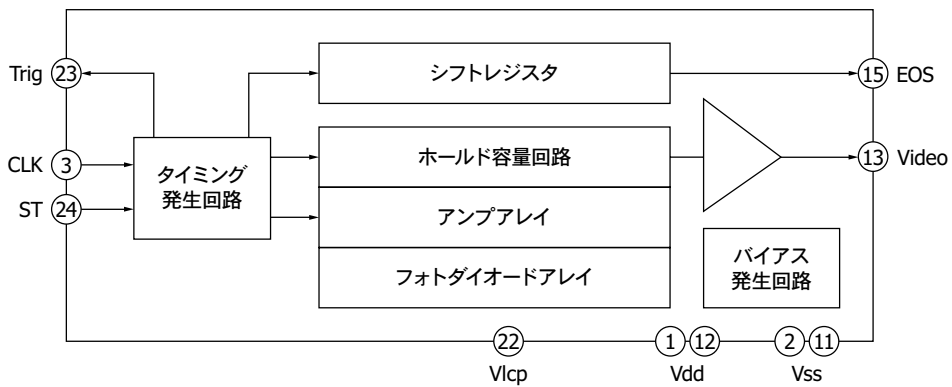 Trig 23
シフトレジスタ
15 EOS
CLK 3
タイミング
発生回路
ホールド容量回路
13 Video
ST 24
アンプアレイ
フォトダイオードアレイ
バイアス
発生回路
22
1 12
2 11
Vlcp
Vdd
Vss